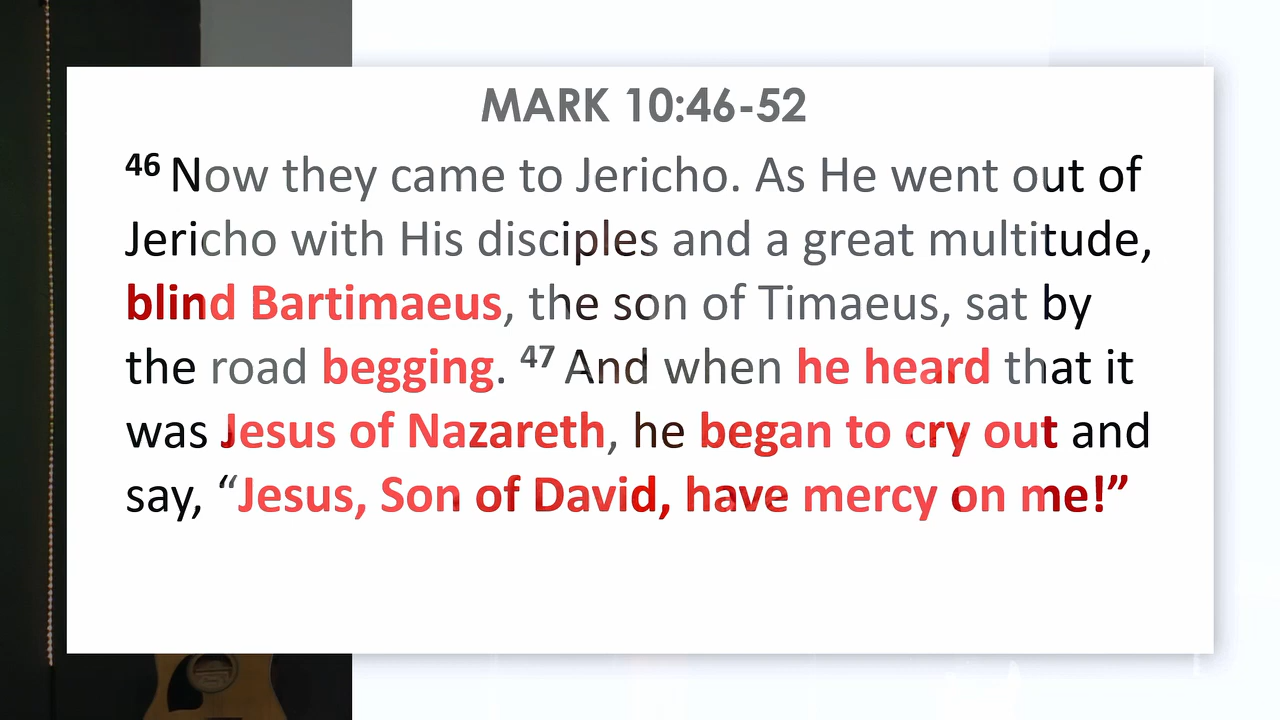 MARK 10:46-52
46 Now they came to Jericho. As He went out of
Jericho with His disciples and a great multitude,
blind Bartimaeus, the son of Timaeus, sat by
the road begging. 47 And when he heard that it
was Jesus of Nazareth, he began to cry out and
say, “Jesus, Son of David, have mercy on me!”